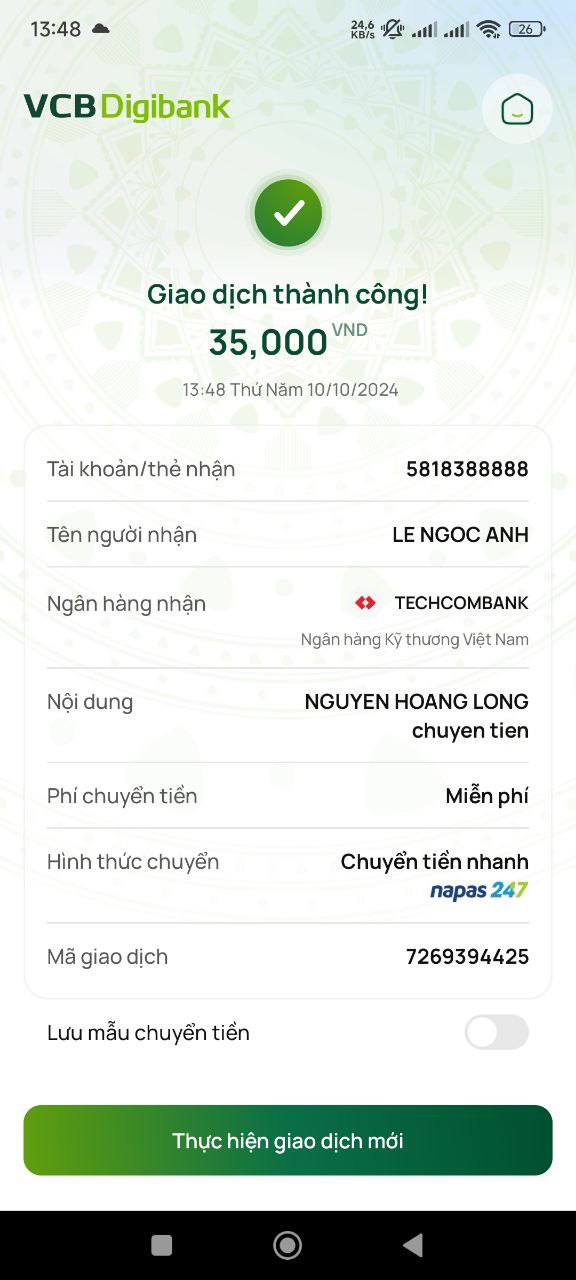 13:48
24,6
KB/s
26
VCB Digibank
Giao dịch thành công!
35,000 VND
13:48 Thứ Năm 10/10/2024
Tài khoản/thẻ nhận 5818388888
Tên người nhận LE NGOC ANH
Ngân hàng nhận TECHCOMBANK
Ngân hàng Kỹ thương Việt Nam
Nội dung NGUYEN HOANG LONG
chuyen tien
Phí chuyển tiền Miễn phí
Hình thức chuyển Chuyển tiền nhanh
napas 247
Mã giao dịch 7269394425
Lưu mẫu chuyển tiền
Thực hiện giao dịch mới